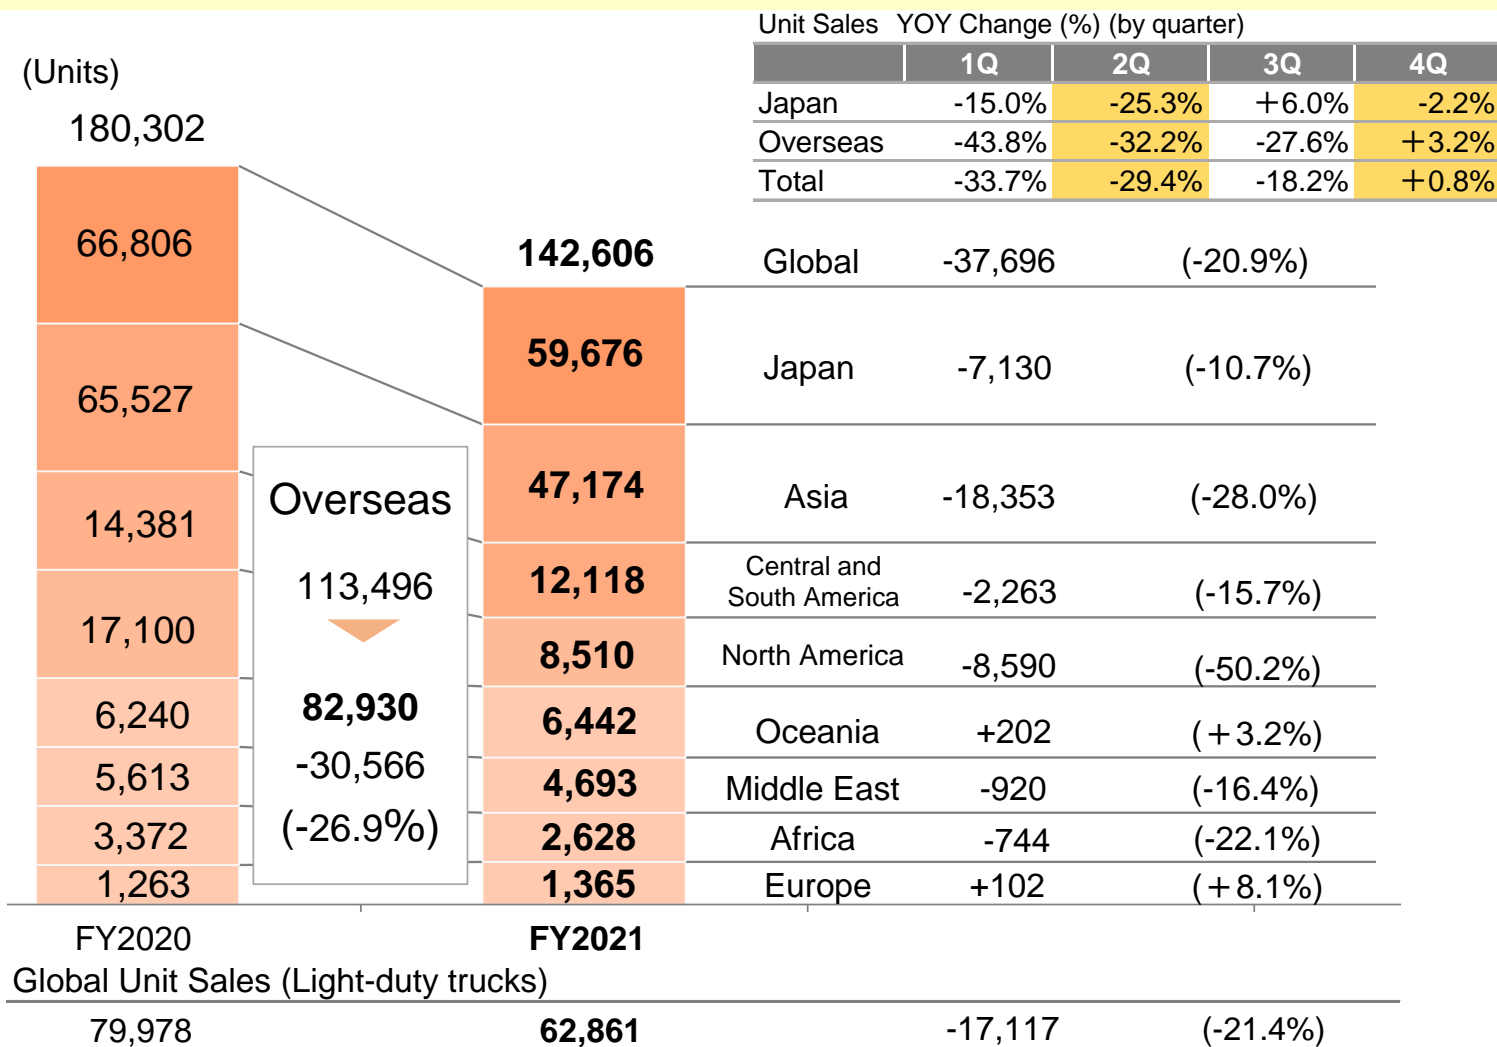 Unit Sales YOY Change (%) (by quarter)
1Q 2Q 3Q 4Q
Japan -15.0% -25.3% +6.0% -2.2%
Overseas -43.8% -32.2% -27.6% +3.2%
Total -33.7% -29.4% -18.2% +0.8%
(Units)
180,302
142,606 Global -37,696 (-20.9%)
66,806 59,676 Japan -7,130 (-10.7%)
65,527 47,174 Asia -18,353 (-28.0%)
14,381 12,118 Central and
South America -2,263 (-15.7%)
17,100 8,510 North America -8,590 (-50.2%)
6,240 6,442 Oceania +202 (+3.2%)
5,613 4,693 Middle East -920 (-16.4%)
3,372 2,628 Africa -744 (-22.1%)
1,263 1,365 Europe +102 (+8.1%)
Overseas
113,496
82,930
-30,566
(-26.9%)
FY2020 FY2021
Global Unit Sales (Light-duty trucks)
79,978 62,861 -17,117 (-21.4%)